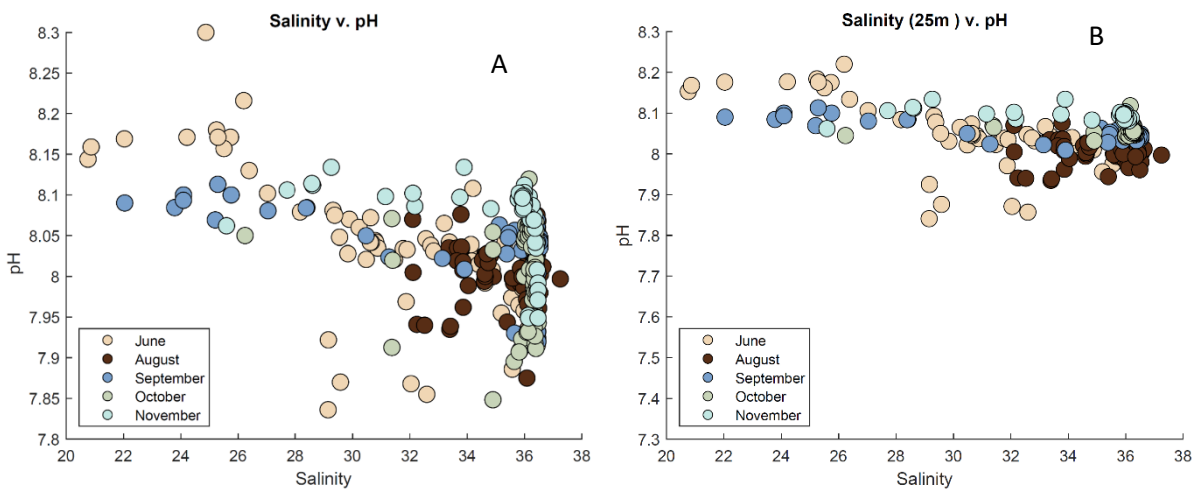 Salinity v. pH
A
8.3
8.25
8.2
8.15
8.1
8.05
8
7.95
7.9
7.85
7.8
pH
20 22 24 26 28 30 32 34 36 38
Salinity
June
August
September
October
November
Salinity (25m ) v. pH
B
8.3
8.2
8.1
8
7.9
7.8
7.7
7.6
7.5
7.4
7.3
pH
20 22 24 26 28 30 32 34 36 38
Salinity
June
August
September
October
November